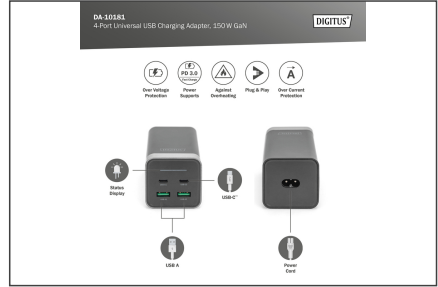 DA-10181
4-Port Universal USB Charging Adapter, 150 W GaN
DIGITUS®
PD 3.0
A
Over Voltage
Protection
Power
Supports
Against
Overheating
Plug & Play
Over Current
Protection
Status
Display
USB-C™
USB A
Power
Cord